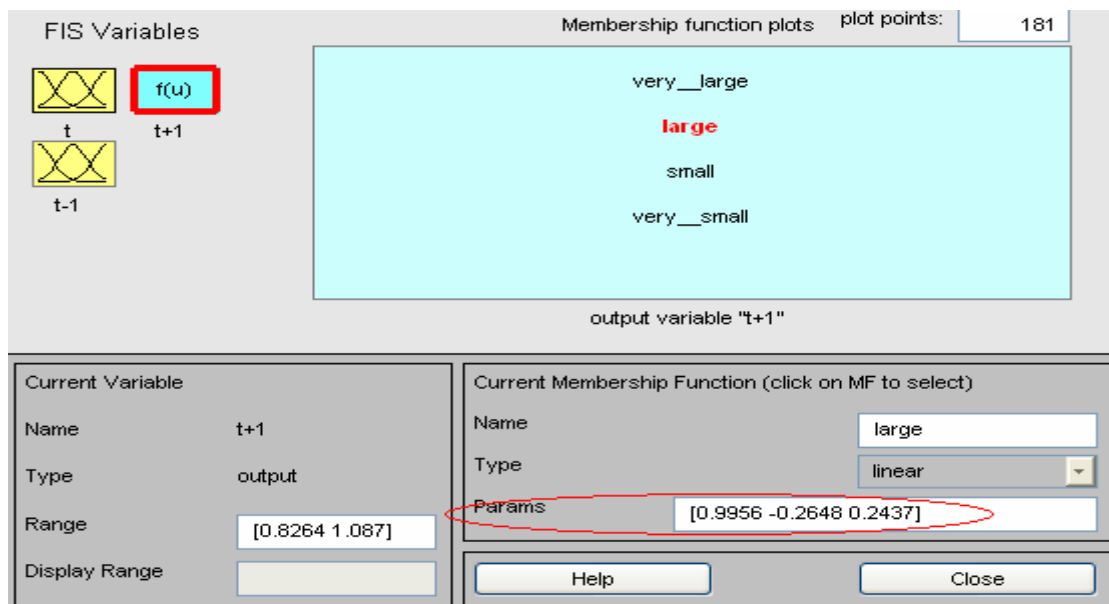 FIS Variables
Membership function plots
plot points:
181
f(u)
t
t+1
t-1
very__large
large
small
very__small
output variable "t+1"
Current Variable
Name
t+1
Type
output
Range
[0.8264 1.087]
Display Range
Current Membership Function (click on MF to select)
Name
large
Type
linear
Params
[0.9956 -0.2648 0.2437]
Help
Close